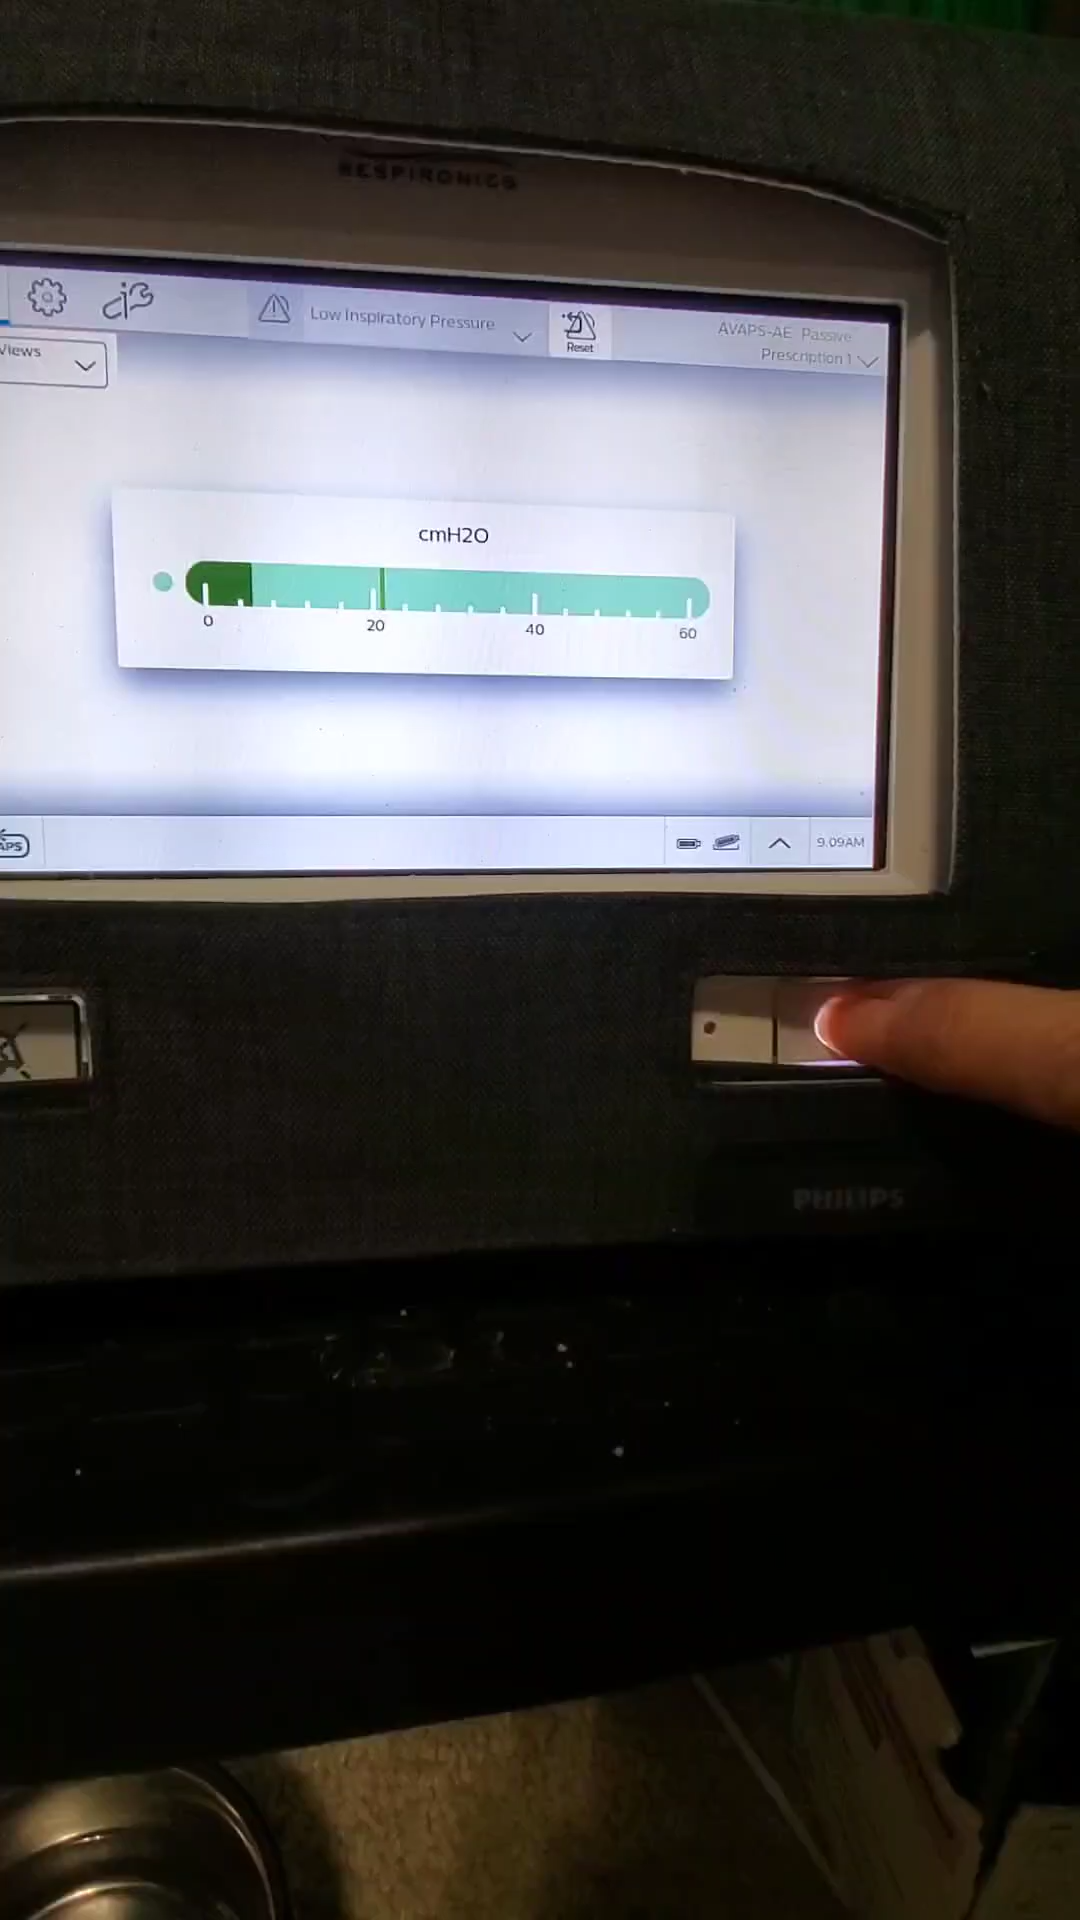 RESPIRONICS
Views
Low Inspiratory Pressure
Reset
AVAPS-AE Passive
Prescription 1
cmH2O
0 20 40 60
APS
9:09AM
PHILIPS